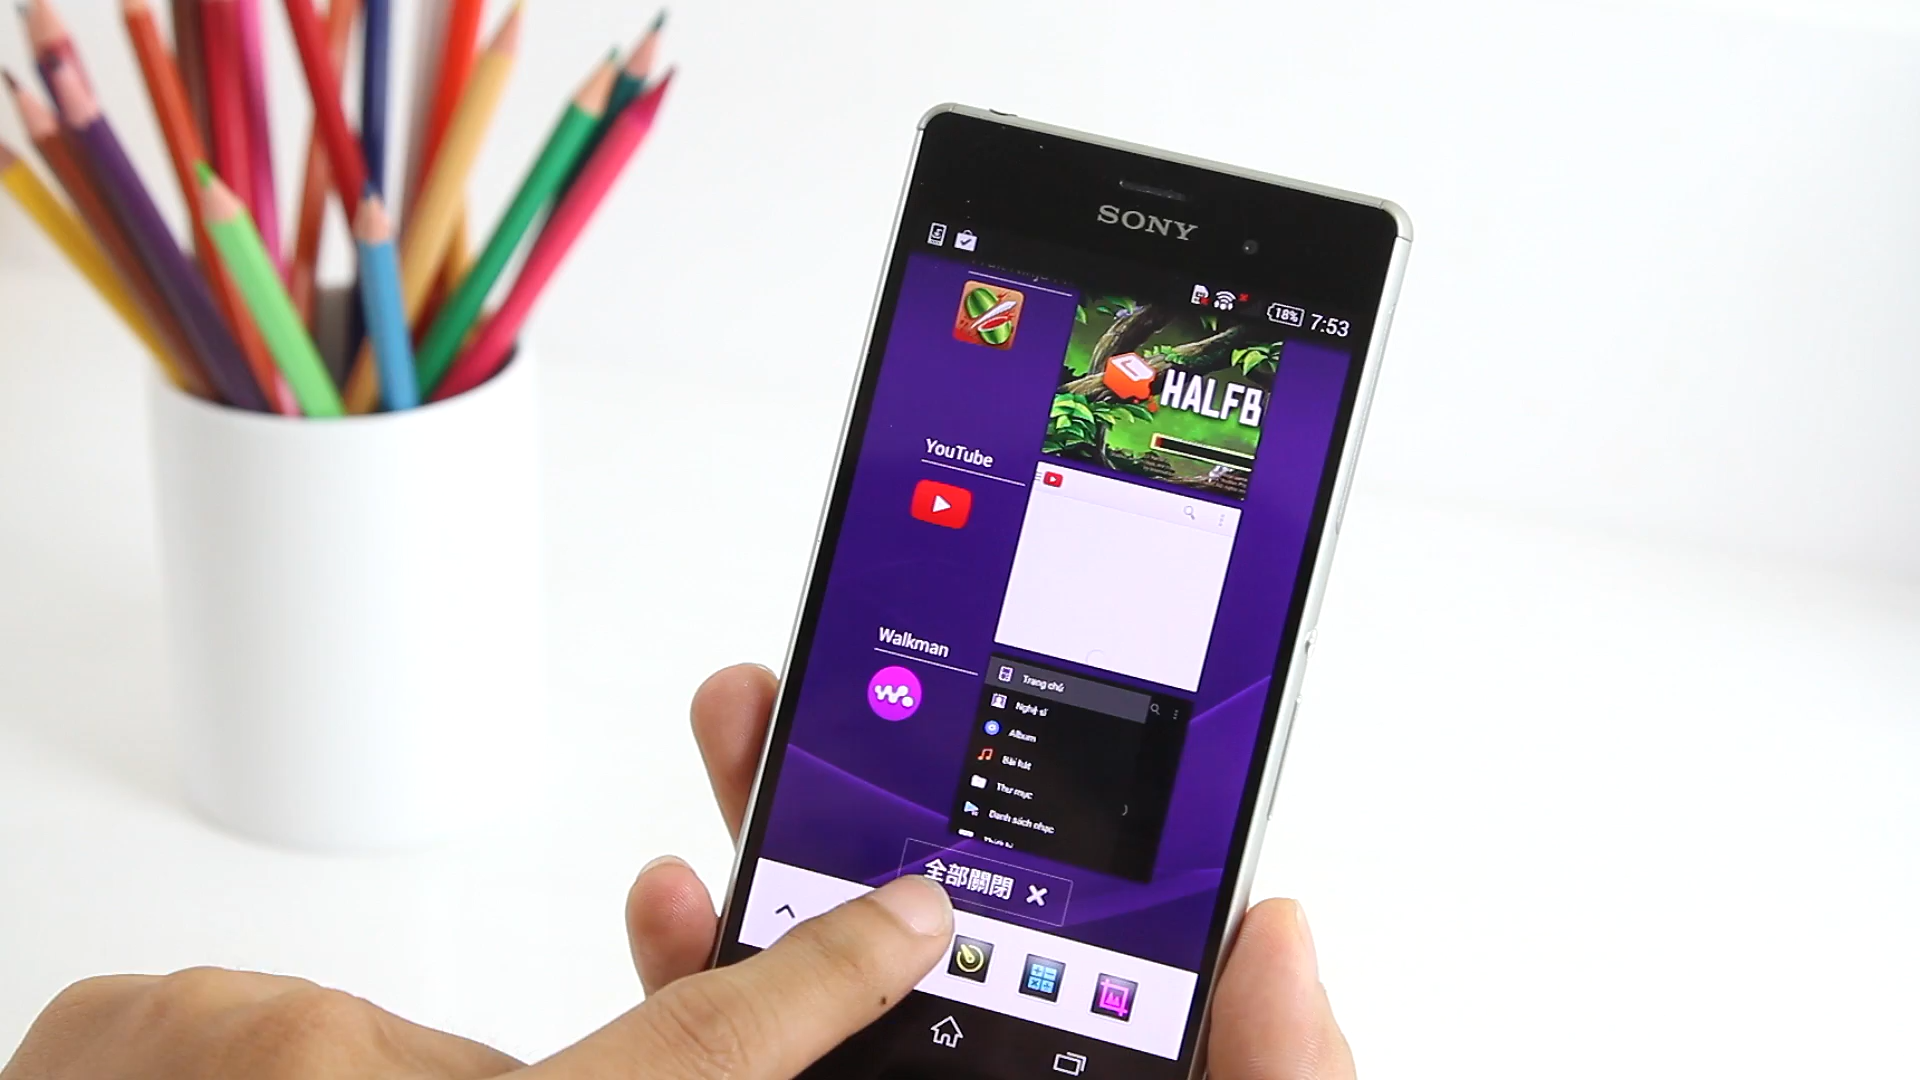 SONY
18% 7:53
HALFB
YouTube
Walkman
Trang chủ
Nghệ sĩ
Album
Bài hát
Thư mục
Danh sách nhạc
全部關閉